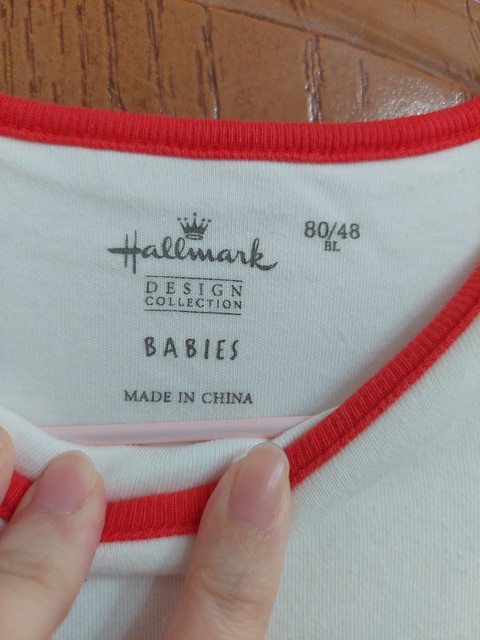 Hallmark
80/48
BL
DESIGN
COLLECTION
BABIES
MADE IN CHINA